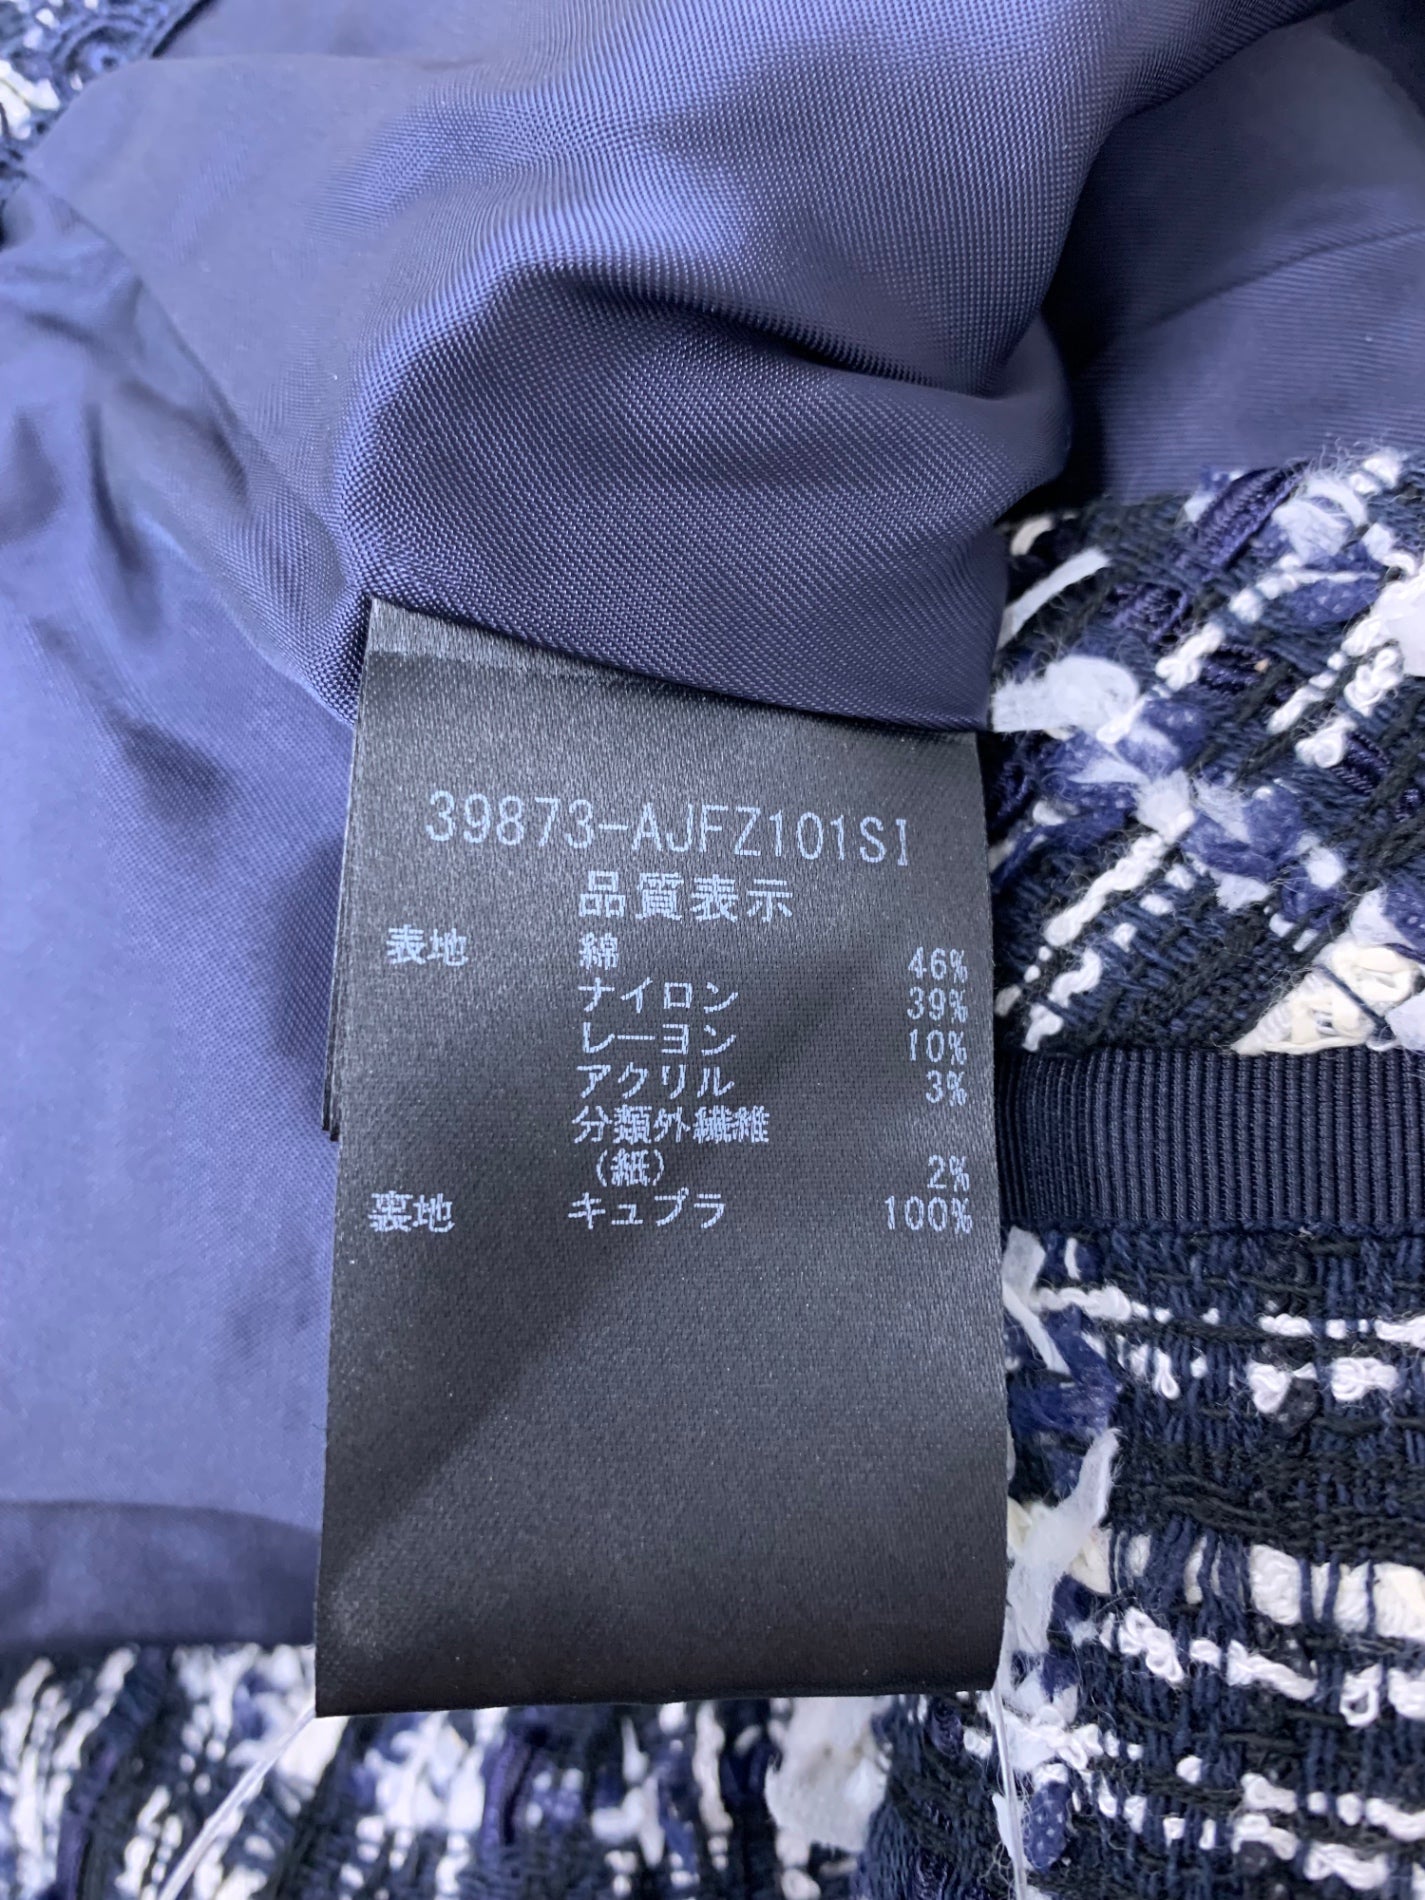 39873-AJFZ101SI
品質表示
表地 綿 46%
ナイロン 39%
レーヨン 10%
アクリル 3%
分類外繊維
(紙) 2%
裏地 キュプラ 100%